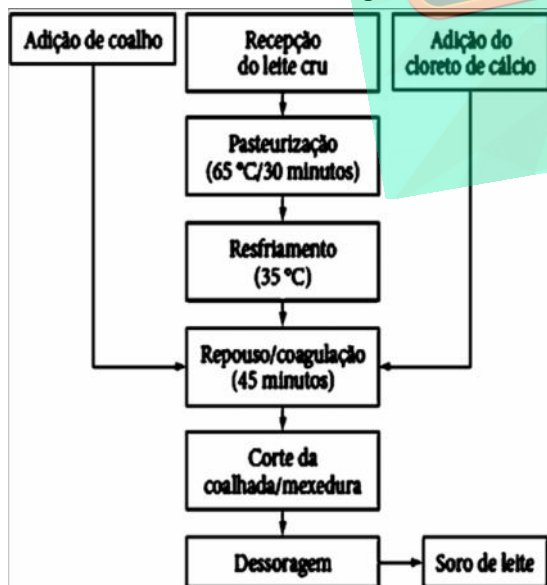 Adição de coalho
Recepção
do leite cru
Adição do
cloreto de cálcio
Pasteurização
(65 °C/30 minutos)
Resfriamento
(35 °C)
Repouso/coagulação
(45 minutos)
Corte da
coalhada/mexedura
Dessoragem
Soro de leite